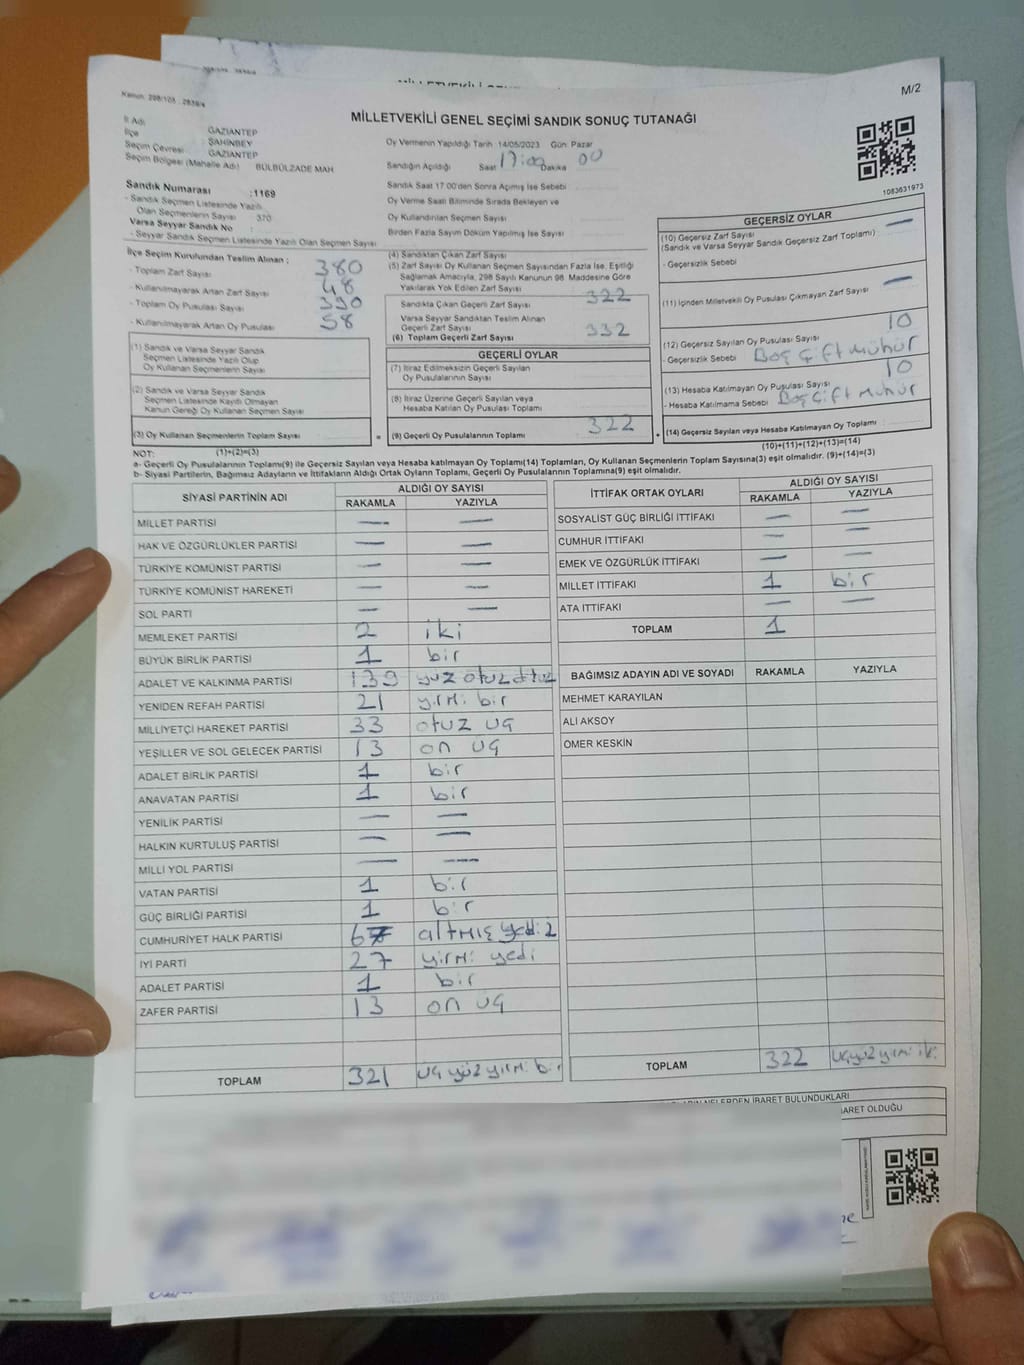 Kanun: 298/105 - 2839/4
M/2
MİLLETVEKİLİ GENEL SEÇİMİ SANDIK SONUÇ TUTANAĞI
İl Adı GAZİANTEP
İlçe ŞAHİNBEY
Seçim Çevresi GAZİANTEP
Seçim Bölgesi (Mahalle Adı) BÜLBÜLZADE MAH
Sandık Numarası :1169
- Sandık Seçmen Listesinde Yazılı
Olan Seçmenlerin Sayısı 370
Varsa Seyyar Sandık No :
- Seyyar Sandık Seçmen Listesinde Yazılı Olan Seçmen Sayısı
Oy Vermenin Yapıldığı Tarih 14/05/2023 Gün: Pazar
Sandığın Açıldığı Saat 17:00 Dakika 00
Sandık Saat 17:00'den Sonra Açımış İse Sebebi
Oy Verme Saati Bitiminde Sırada Bekleyen ve
Oy Kullandırılan Seçmen Sayısı
Birden Fazla Sayım Döküm Yapılmış İse Sayısı
1083631973
İlçe Seçim Kurulundan Teslim Alınan ;
- Toplam Zarf Sayısı 380
- Kullanılmayarak Artan Zarf Sayısı 48
- Toplam Oy Pusulası Sayısı 390
- Kullanılmayarak Artan Oy Pusulası 58
(1) Sandık ve Varsa Seyyar Sandık
Seçmen Listesinde Yazılı Olup
Oy Kullanan Seçmenlerin Sayısı
(2) Sandık ve Varsa Seyyar Sandık
Seçmen Listesinde Kayıtlı Olmayan
Kanun Gereği Oy Kullanan Seçmen Sayısı
(3) Oy Kullanan Seçmenlerin Toplam Sayısı =
(4) Sandıktan Çıkan Zarf Sayısı
(5) Zarf Sayısı Oy Kullanan Seçmen Sayısından Fazla İse, Eşitliği
Sağlamak Amacıyla, 298 Sayılı Kanunun 98. Maddesine Göre
Yakılarak Yok Edilen Zarf Sayısı
Sandıkta Çıkan Geçerli Zarf Sayısı 322
Varsa Seyyar Sandıktan Teslim Alınan
Geçerli Zarf Sayısı
(6) Toplam Geçerli Zarf Sayısı 332
GEÇERLİ OYLAR
(7) İtiraz Edilmeksizin Geçerli Sayılan
Oy Pusulalarının Sayısı
(8) İtiraz Üzerine Geçerli Sayılan veya
Hesaba Katılan Oy Pusulası Toplamı
(9) Geçerli Oy Pusulalarının Toplamı 322 +
GEÇERSİZ OYLAR
(10) Geçersiz Zarf Sayısı —
(Sandık ve Varsa Seyyar Sandık Geçersiz Zarf Toplamı)
- Geçersizlik Sebebi
(11) İçinden Milletvekili Oy Pusulası Çıkmayan Zarf Sayısı —
(12) Geçersiz Sayılan Oy Pusulası Sayısı 10
- Geçersizlik Sebebi Boş Çift Mühür
(13) Hesaba Katılmayan Oy Pusulası Sayısı 10
- Hesaba Katılmama Sebebi Boş Çift Mühür
(14) Geçersiz Sayılan veya Hesaba Katılmayan Oy Toplamı
NOT: (1)+(2)=(3) (10)+(11)+(12)+(13)=(14)
a- Geçerli Oy Pusulalarının Toplamı(9) ile Geçersiz Sayılan veya Hesaba katılmayan Oy Toplamı(14) Toplamları, Oy Kullanan Seçmenlerin Toplam Sayısına(3) eşit olmalıdır. (9)+(14)=(3)
b- Siyasi Partilerin, Bağımsız Adayların ve İttifakların Aldığı Oy Ortak Oyların Toplamı, Geçerli Oy Pusulalarının Toplamına(9) eşit olmalıdır.
SİYASİ PARTİNİN ADI ALDIĞI OY SAYISI
RAKAMLA YAZIYLA
MİLLET PARTİSİ — —
HAK VE ÖZGÜRLÜKLER PARTİSİ — —
TÜRKİYE KOMÜNİST PARTİSİ — —
TÜRKİYE KOMÜNİST HAREKETİ — —
SOL PARTİ — —
MEMLEKET PARTİSİ 2 iki
BÜYÜK BİRLİK PARTİSİ 1 bir
ADALET VE KALKINMA PARTİSİ 139 yüz otuz dokuz
YENİDEN REFAH PARTİSİ 21 yirmi bir
MİLLİYETÇİ HAREKET PARTİSİ 33 otuz üç
YEŞİLLER VE SOL GELECEK PARTİSİ 13 on üç
ADALET BİRLİK PARTİSİ 1 bir
ANAVATAN PARTİSİ 1 bir
YENİLİK PARTİSİ — —
HALKIN KURTULUŞ PARTİSİ — —
MİLLİ YOL PARTİSİ — —
VATAN PARTİSİ 1 bir
GÜÇ BİRLİĞİ PARTİSİ 1 bir
CUMHURİYET HALK PARTİSİ 67 altmış yedi
İYİ PARTİ 27 yirmi yedi
ADALET PARTİSİ 1 bir
ZAFER PARTİSİ 13 on üç
TOPLAM 321 üç yüz yirmi bir
İTTİFAK ORTAK OYLARI ALDIĞI OY SAYISI
RAKAMLA YAZIYLA
SOSYALİST GÜÇ BİRLİĞİ İTTİFAKI — —
CUMHUR İTTİFAKI — —
EMEK VE ÖZGÜRLÜK İTTİFAKI — —
MİLLET İTTİFAKI 1 bir
ATA İTTİFAKI — —
TOPLAM 1
BAĞIMSIZ ADAYIN ADI VE SOYADI RAKAMLA YAZIYLA
MEHMET KARAYILAN
ALİ AKSOY
ÖMER KESKİN
TOPLAM 322 üçyüz yirmi iki
NELERDEN İBARET BULUNDUKLARI
İBARET OLDUĞU